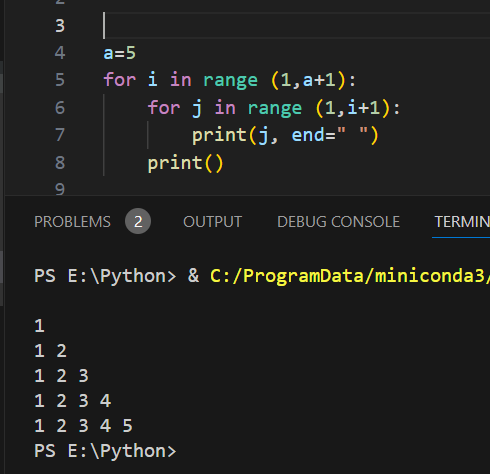 2
3
4 a=5
5 for i in range (1,a+1):
6 for j in range (1,i+1):
7 print(j, end=" ")
8 print()
9
PROBLEMS 2 OUTPUT DEBUG CONSOLE TERMIN
PS E:\Python> & C:/ProgramData/miniconda3/
1
1 2
1 2 3
1 2 3 4
1 2 3 4 5
PS E:\Python>